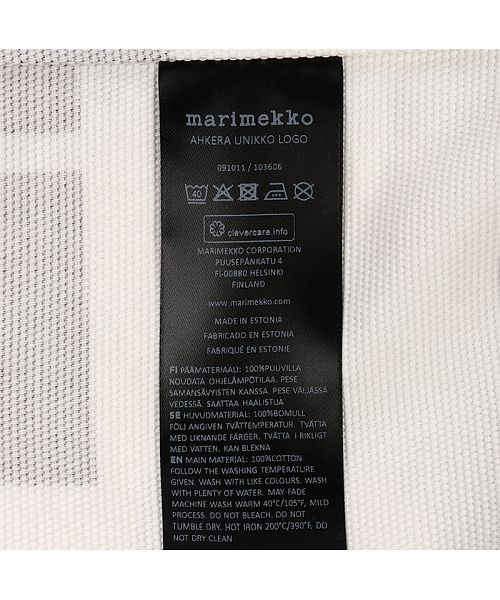 marimekko
AHKERA UNIKKO LOGO
091011 / 103606
40
clevercare.info
MARIMEKKO CORPORATION
PUUSEPÄNKATU 4
FI-00880 HELSINKI
FINLAND
www.marimekko.com
MADE IN ESTONIA
FABRICADO EN ESTONIA
FABRIQUÉ EN ESTONIE
FI PÄÄMATERIAALI: 100%PUUVILLA
NOUDATA OHJELÄMPÖTILAA. PESE
SAMANSÄVYISTEN KANSSA. PESE VÄLJÄSSÄ
VEDESSÄ. SAATTAA HAALISTUA
SE HUVUDMATERIAL: 100%BOMULL
FÖLJ ANGIVEN TVÄTTEMPERATUR. TVÄTTA
MED LIKNANDE FÄRGER. TVÄTTA I RIKLIGT
MED VATTEN. KAN BLEKNA
EN MAIN MATERIAL: 100%COTTON
FOLLOW THE WASHING TEMPERATURE
GIVEN. WASH WITH LIKE COLOURS. WASH
WITH PLENTY OF WATER. MAY FADE
MACHINE WASH WARM 40°C/105°F, MILD
PROCESS. DO NOT BLEACH. DO NOT
TUMBLE DRY. HOT IRON 200°C/390°F. DO
NOT DRY CLEAN